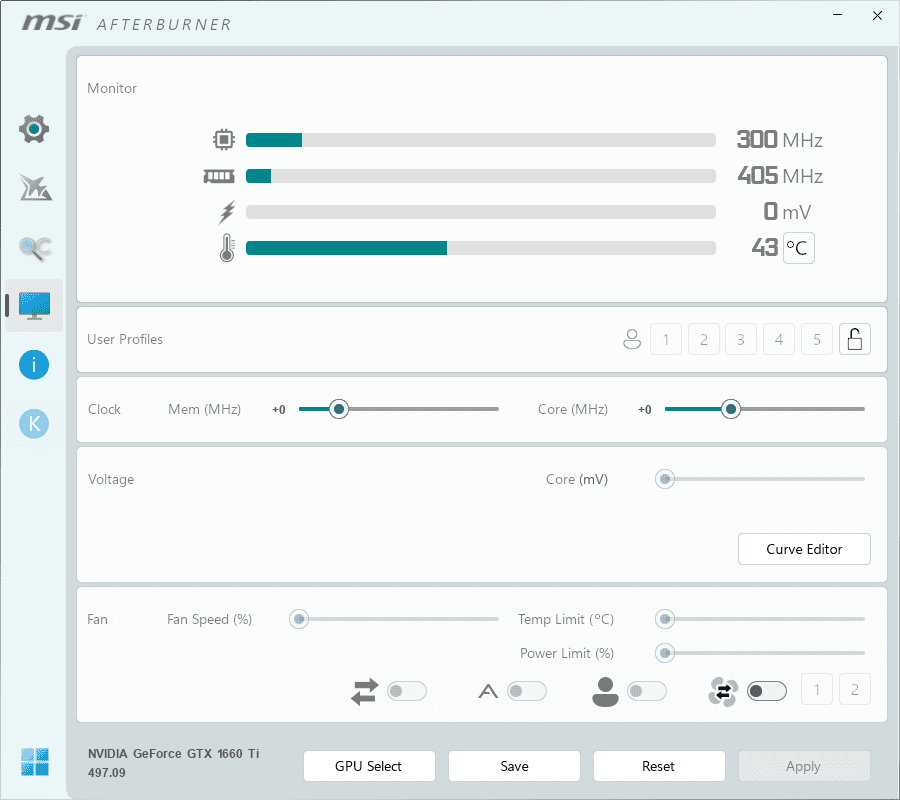 msi AFTERBURNER
Monitor
300 MHz
405 MHz
0 mV
43 °C
User Profiles 1 2 3 4 5
Clock Mem (MHz) +0 Core (MHz) +0
Voltage Core (mV)
Curve Editor
Fan Fan Speed (%) Temp Limit (°C)
Power Limit (%)
A 1 2
i
K
NVIDIA GeForce GTX 1660 Ti
497.09
GPU Select Save Reset Apply